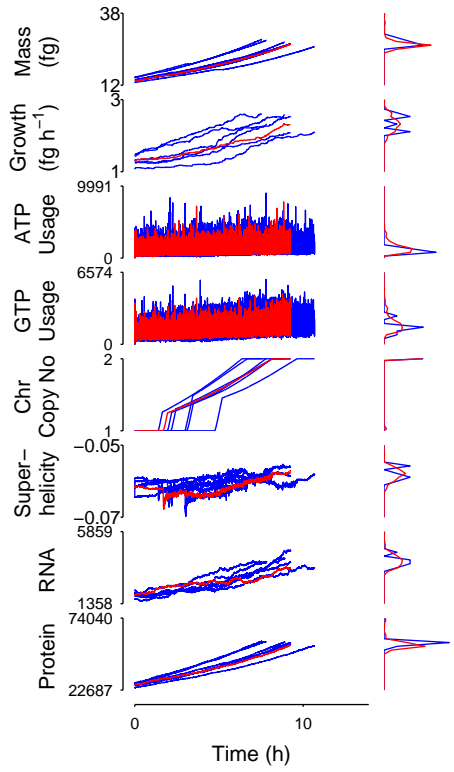 38
Mass
(fg)
12
3
Growth
(fg h⁻¹)
1
9991
ATP
Usage
0
6574
GTP
Usage
0
2
Chr
Copy No
1
−0.05
Super−
helicity
−0.07
5859
RNA
1358
74040
Protein
22687
0 10
Time (h)